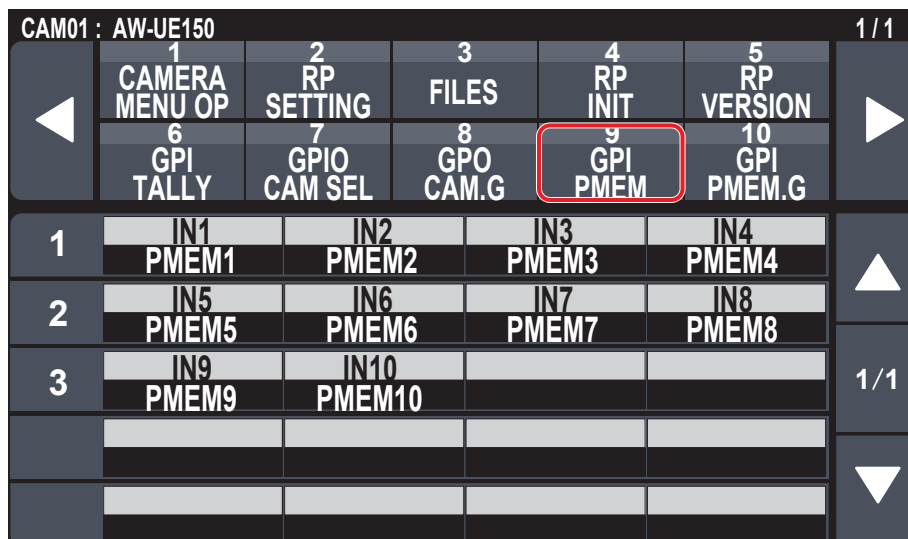 CAM01 : AW-UE150 1 / 1
1 2 3 4 5
CAMERA MENU OP RP SETTING FILES RP INIT RP VERSION
6 7 8 9 10
GPI TALLY GPIO CAM SEL GPO CAM.G GPI PMEM GPI PMEM.G
1 IN1 IN2 IN3 IN4
PMEM1 PMEM2 PMEM3 PMEM4
2 IN5 IN6 IN7 IN8
PMEM5 PMEM6 PMEM7 PMEM8
3 IN9 IN10 1/1
PMEM9 PMEM10